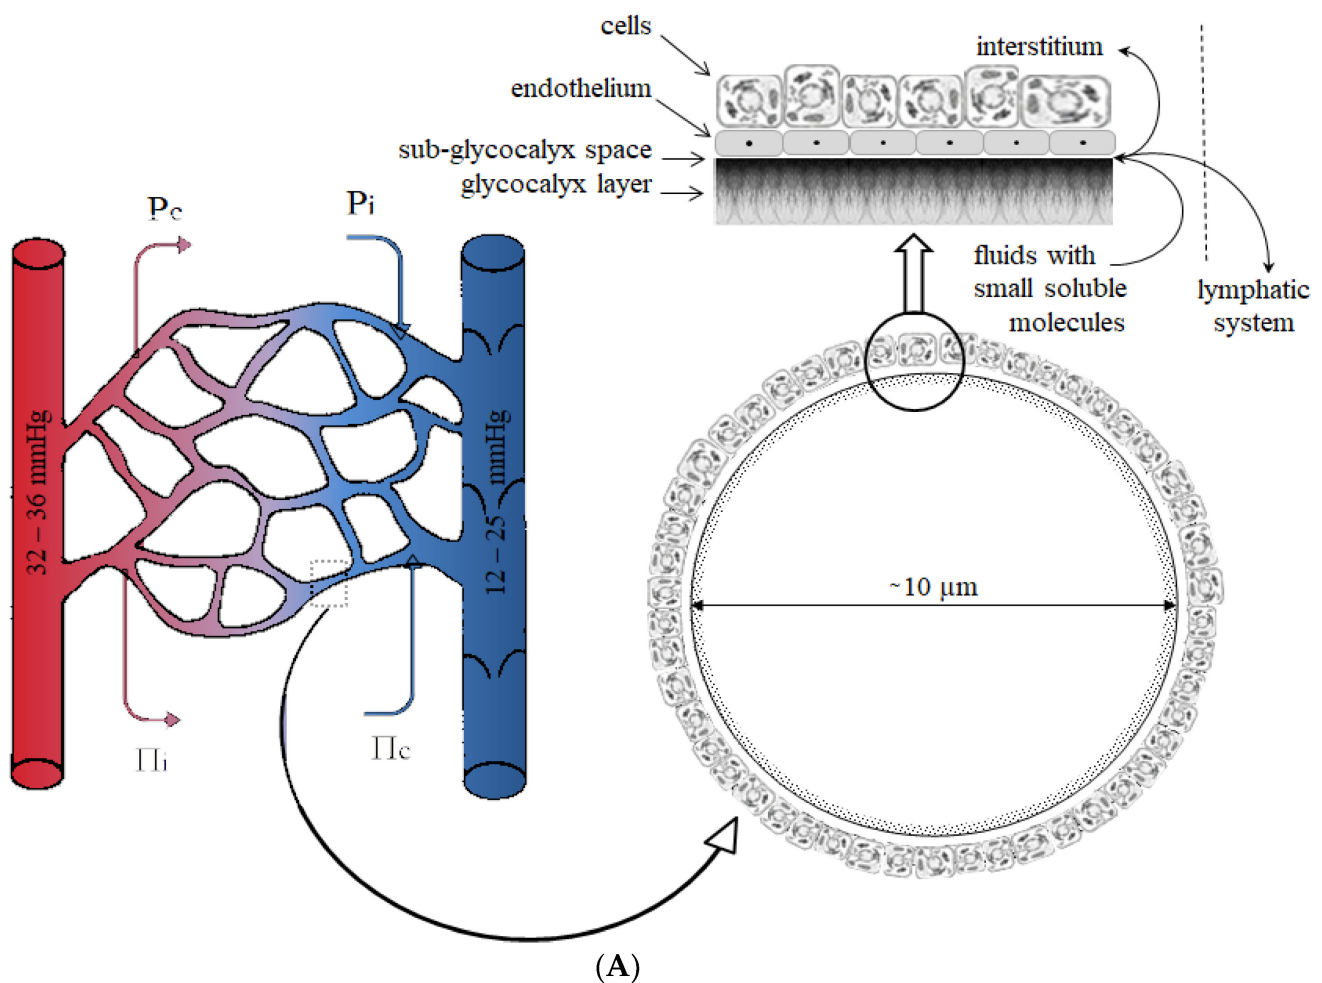 cells
interstitium
endothelium
sub-glycocalyx space
glycocalyx layer
Pc
Pi
fluids with
small soluble
molecules
lymphatic
system
32 – 36 mmHg
12 – 25 mmHg
~10 µm
Πi
Πc
(A)